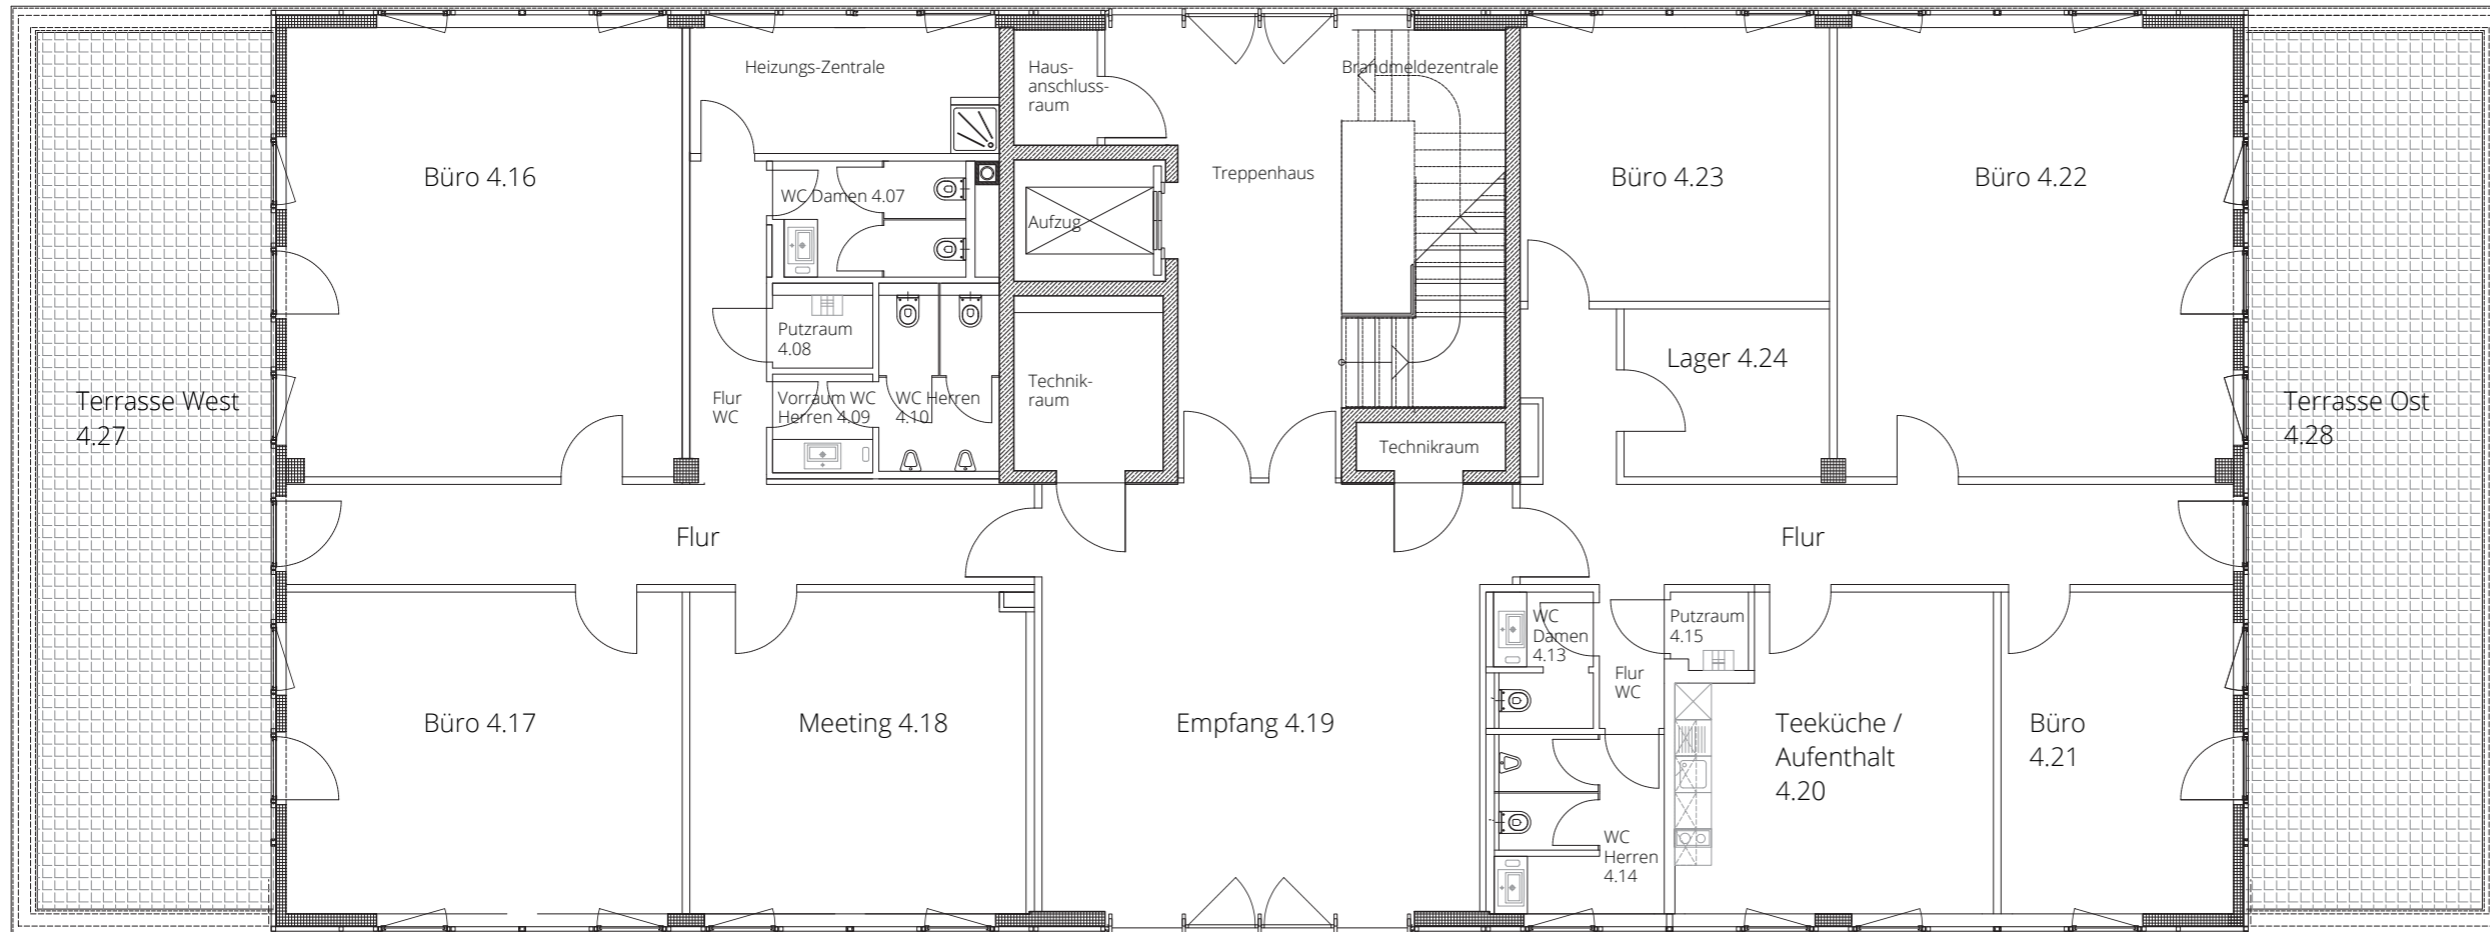 Heizungs-Zentrale
Haus-
anschluss-
raum
Brandmeldezentrale
Büro 4.16
WC Damen 4.07
Aufzug
Treppenhaus
Büro 4.23
Büro 4.22
Putzraum
4.08
Lager 4.24
Terrasse West
4.27
Flur
WC
Vorraum WC
Herren 4.09
WC Herren
4.10
Technik-
raum
Technikraum
Terrasse Ost
4.28
Flur
Flur
WC
Damen
4.13
Putzraum
4.15
Flur
WC
Büro 4.17
Meeting 4.18
Empfang 4.19
Teeküche /
Aufenthalt
4.20
Büro
4.21
WC
Herren
4.14